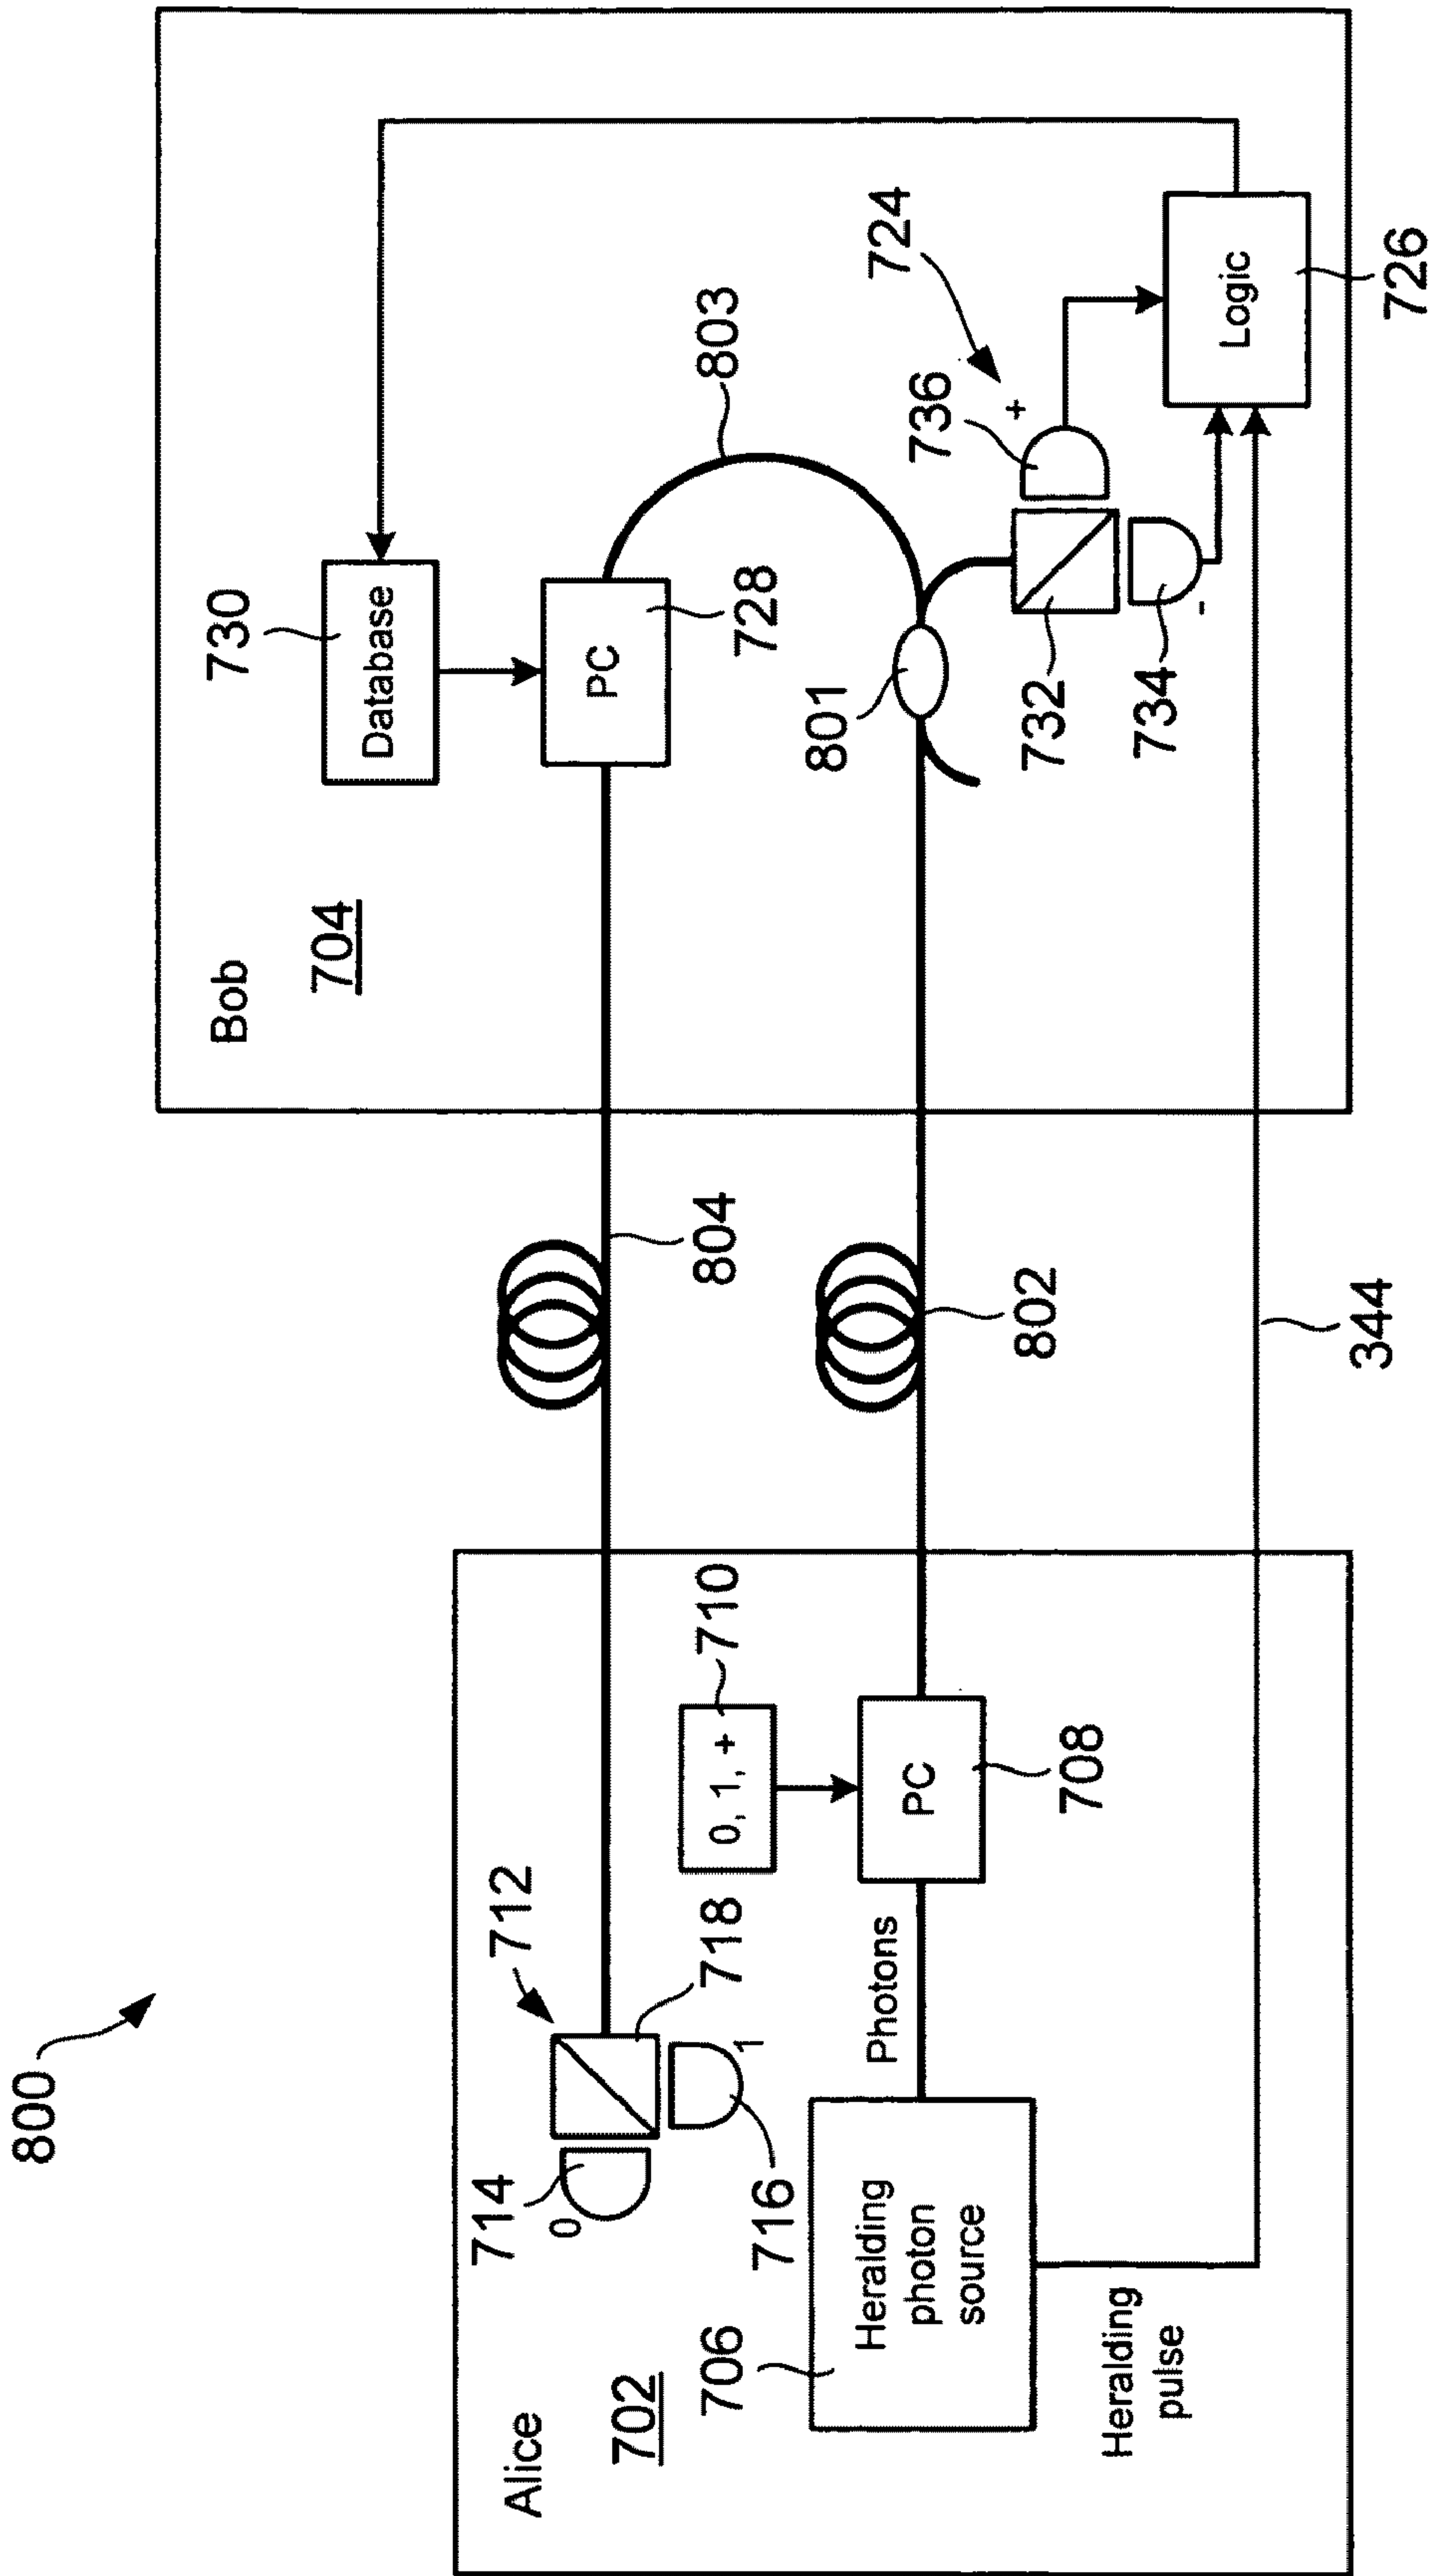 800
Alice
702
714
0
712
718
716
1
706
Heralding
photon
source
Photons
0, 1, +
710
PC
708
Heralding
pulse
804
802
344
Bob
704
730
Database
PC
728
803
801
724
736
+
732
734
-
Logic
726